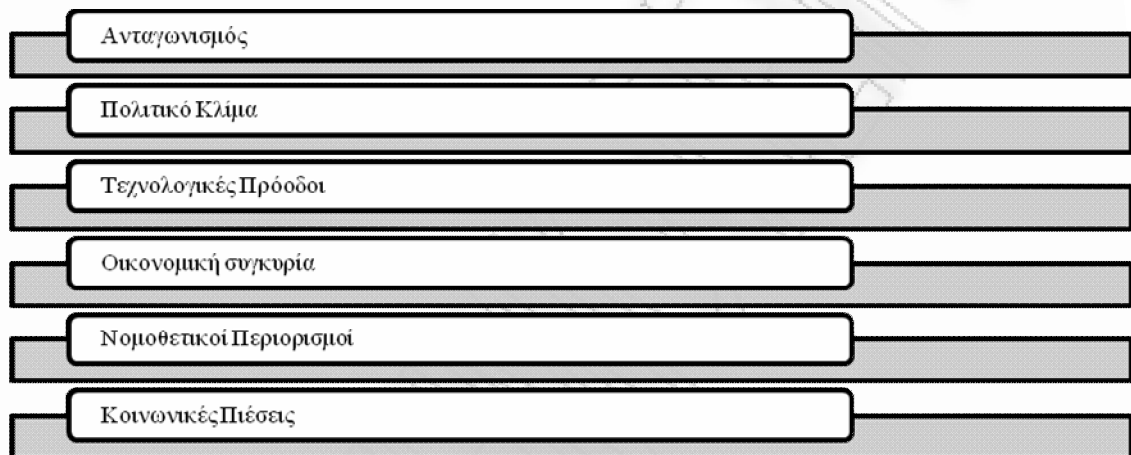 Ανταγωνισμός
Πολιτικό Κλίμα
Τεχνολογικές Πρόοδοι
Οικονομική συγκυρία
Νομοθετικοί Περιορισμοί
Κοινωνικές Πιέσεις